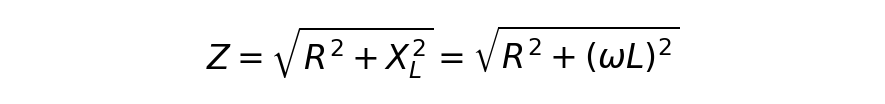 Z = √(R² + X_L²) = √(R² + (ωL)²)